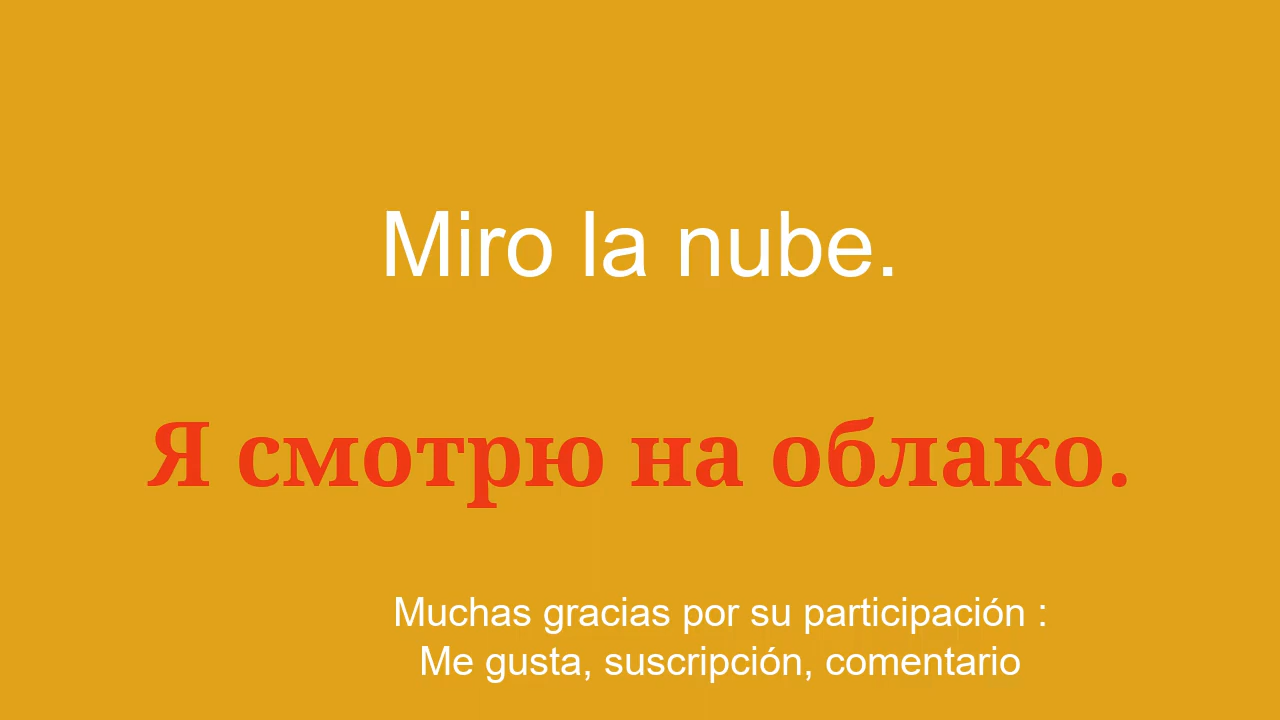 Miro la nube.
Я смотрю на облако.
Muchas gracias por su participación :
Me gusta, suscripción, comentario